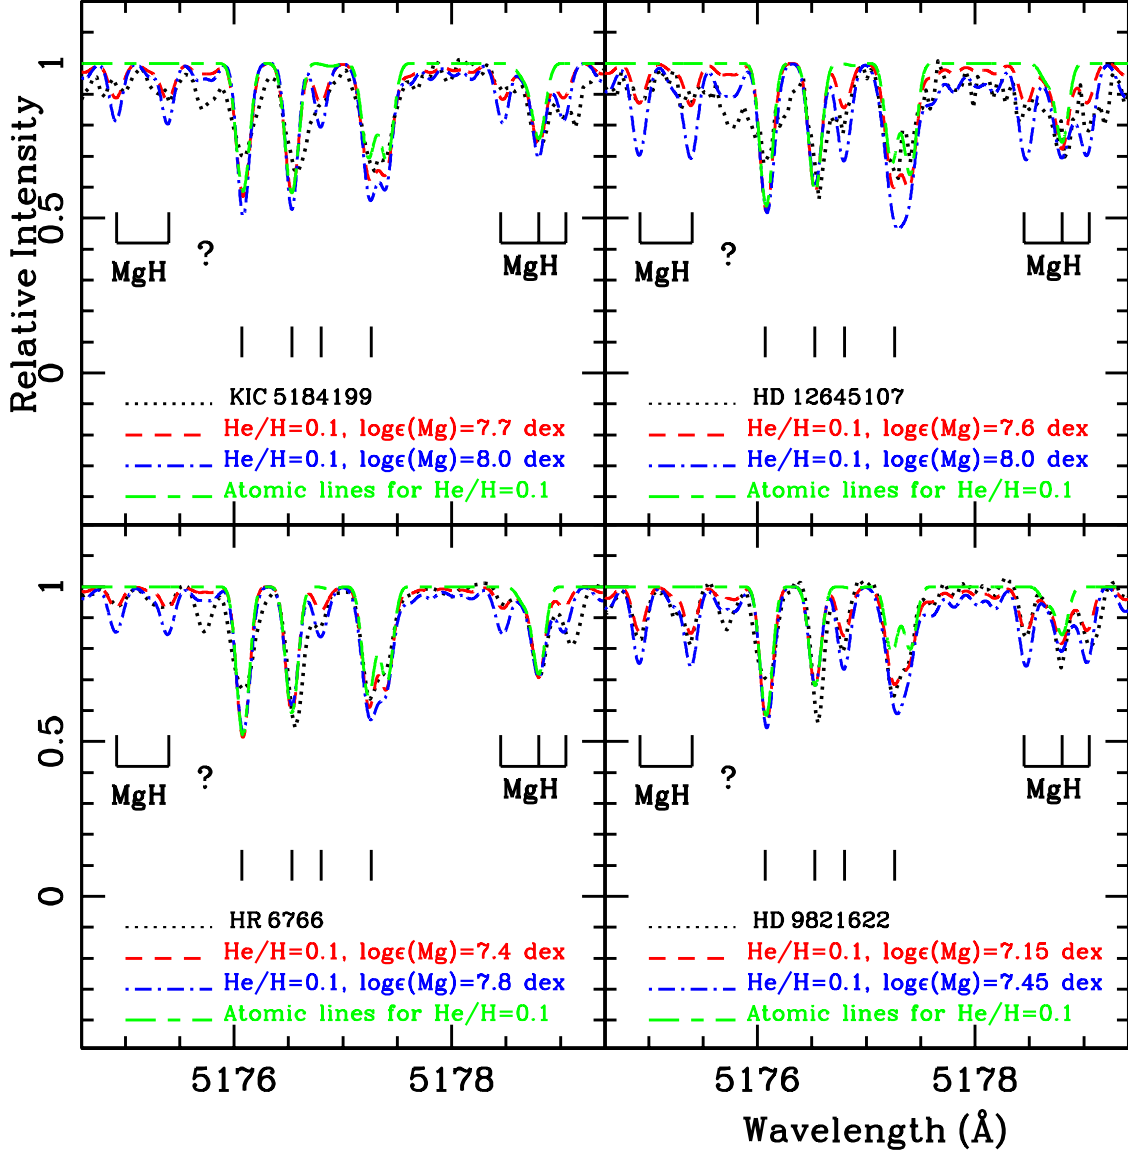 Relative Intensity
1
0.5
0
MgH
?
MgH
KIC 5184199
He/H=0.1, logϵ(Mg)=7.7 dex
He/H=0.1, logϵ(Mg)=8.0 dex
Atomic lines for He/H=0.1
MgH
?
MgH
HD 12645107
He/H=0.1, logϵ(Mg)=7.6 dex
He/H=0.1, logϵ(Mg)=8.0 dex
Atomic lines for He/H=0.1
1
0.5
0
MgH
?
MgH
HR 6766
He/H=0.1, logϵ(Mg)=7.4 dex
He/H=0.1, logϵ(Mg)=7.8 dex
Atomic lines for He/H=0.1
5176
5178
MgH
?
MgH
HD 9821622
He/H=0.1, logϵ(Mg)=7.15 dex
He/H=0.1, logϵ(Mg)=7.45 dex
Atomic lines for He/H=0.1
5176
5178
Wavelength (Å)